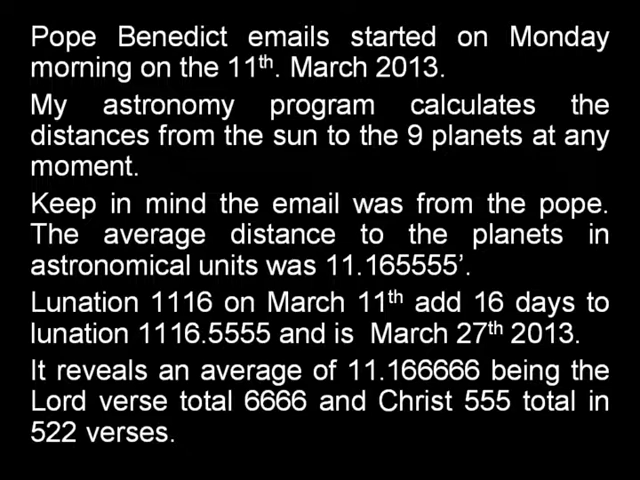 Pope Benedict emails started on Monday
morning on the 11th. March 2013.
My astronomy program calculates the
distances from the sun to the 9 planets at any
moment.
Keep in mind the email was from the pope.
The average distance to the planets in
astronomical units was 11.165555’.
Lunation 1116 on March 11th add 16 days to
lunation 1116.5555 and is March 27th 2013.
It reveals an average of 11.166666 being the
Lord verse total 6666 and Christ 555 total in
522 verses.